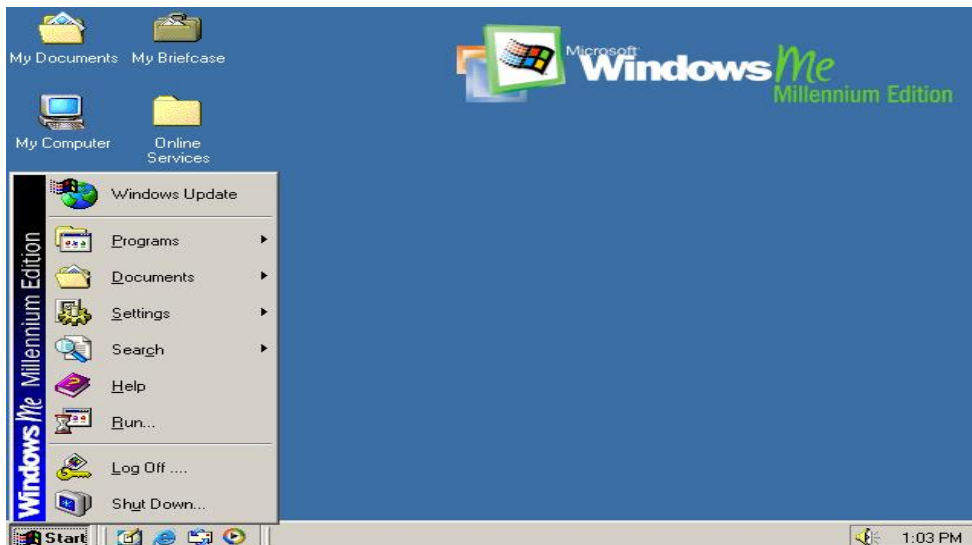 My Documents
My Briefcase
Microsoft
Windows Me
Millennium Edition
My Computer
Online
Services
Windows Update
Programs
Documents
Settings
Search
Help
Run...
Log Off ....
Shut Down...
Windows Me Millennium Edition
Start
1:03 PM